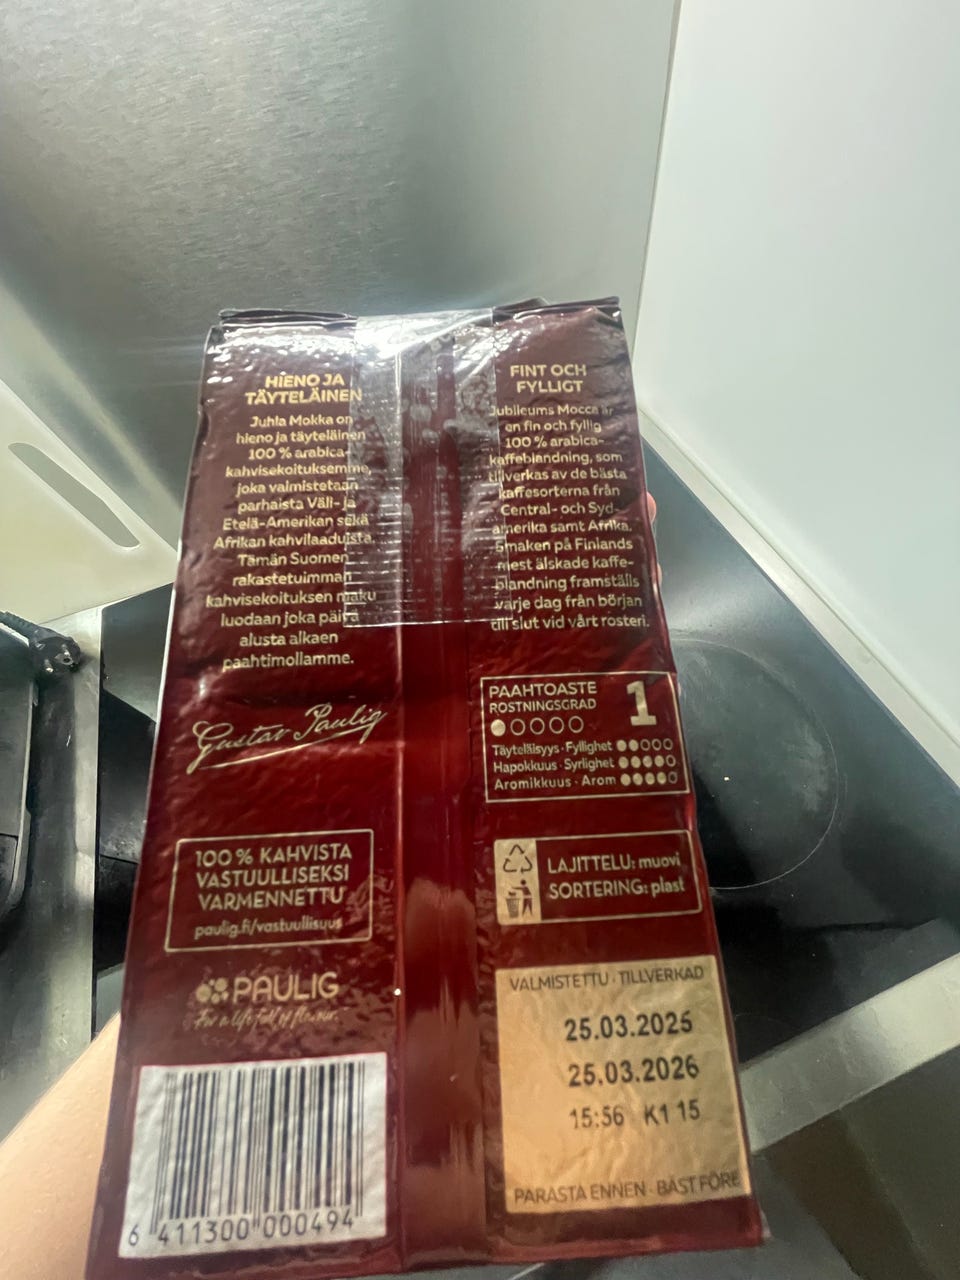 HIENO JA
TÄYTELÄINEN
Juhla Mokka on
hieno ja täyteläinen
100 % arabica-
kahvisekoituksemme,
joka valmistetaan
parhaista Väli- ja
Etelä-Amerikan sekä
Afrikan kahvilaaduista.
Tämän Suomen
rakastetuimman
kahvisekoituksen maku
luodaan joka päivä
alusta alkaen
paahtimollamme.
Gustav Paulig
100 % KAHVISTA
VASTUULLISEKSI
VARMENNETTU
paulig.fi/vastuullisuus
PAULIG
For a life full of flavour.
6 411300 000494
FINT OCH
FYLLIGT
Jubileums Mocca är
en fin och fyllig
100 % arabica-
kaffeblandning, som
tillverkas av de bästa
kaffesorterna från
Central- och Syd-
amerika samt Afrika.
Smaken på Finlands
mest älskade kaffe-
blandning framställs
varje dag från början
till slut vid vårt rosteri.
PAAHTOASTE
ROSTNINGSGRAD
1
Täyteläisyys · Fyllighet
Hapokkuus · Syrlighet
Aromikkuus · Arom
LAJITTELU: muovi
SORTERING: plast
VALMISTETTU · TILLVERKAD
25.03.2025
25.03.2026
15:56 K1 15
PARASTA ENNEN · BÄST FÖRE